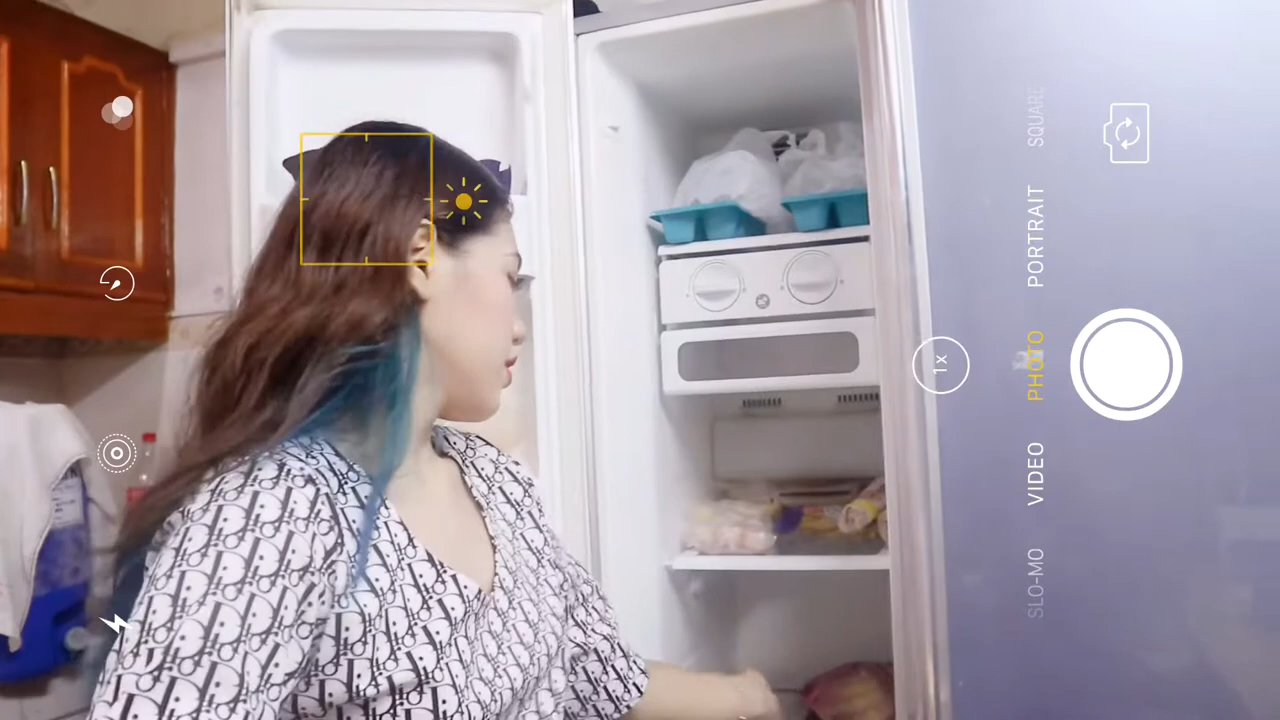 SQUARE
PORTRAIT
PHOTO
VIDEO
SLO-MO
1x